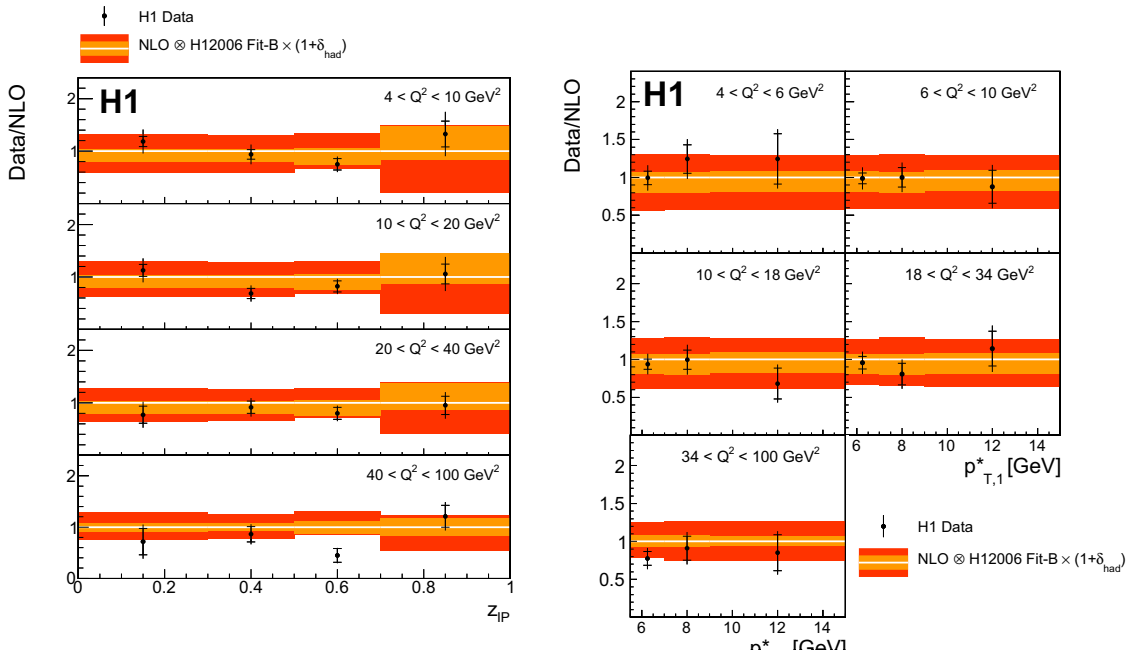 H1 Data
NLO ⊗ H12006 Fit-B × (1+δ_had)
Data/NLO
H1
4 < Q² < 10 GeV²
2
1
10 < Q² < 20 GeV²
2
1
20 < Q² < 40 GeV²
2
1
40 < Q² < 100 GeV²
2
1
0
0 0.2 0.4 0.6 0.8 1
z_IP
Data/NLO
H1
4 < Q² < 6 GeV²
6 < Q² < 10 GeV²
2
1.5
1
0.5
10 < Q² < 18 GeV²
18 < Q² < 34 GeV²
2
1.5
1
0.5
6 8 10 12 14
p*_T,1 [GeV]
34 < Q² < 100 GeV²
2
1.5
1
0.5
6 8 10 12 14
H1 Data
NLO ⊗ H12006 Fit-B × (1+δ_had)